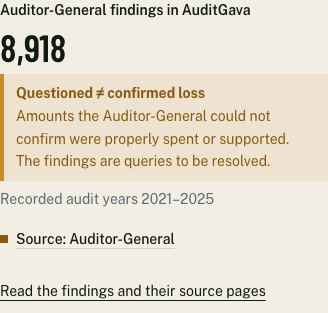 Auditor-General findings in AuditGava
8,918
Questioned ≠ confirmed loss
Amounts the Auditor-General could not
confirm were properly spent or supported.
The findings are queries to be resolved.
Recorded audit years 2021–2025
Source: Auditor-General
Read the findings and their source pages